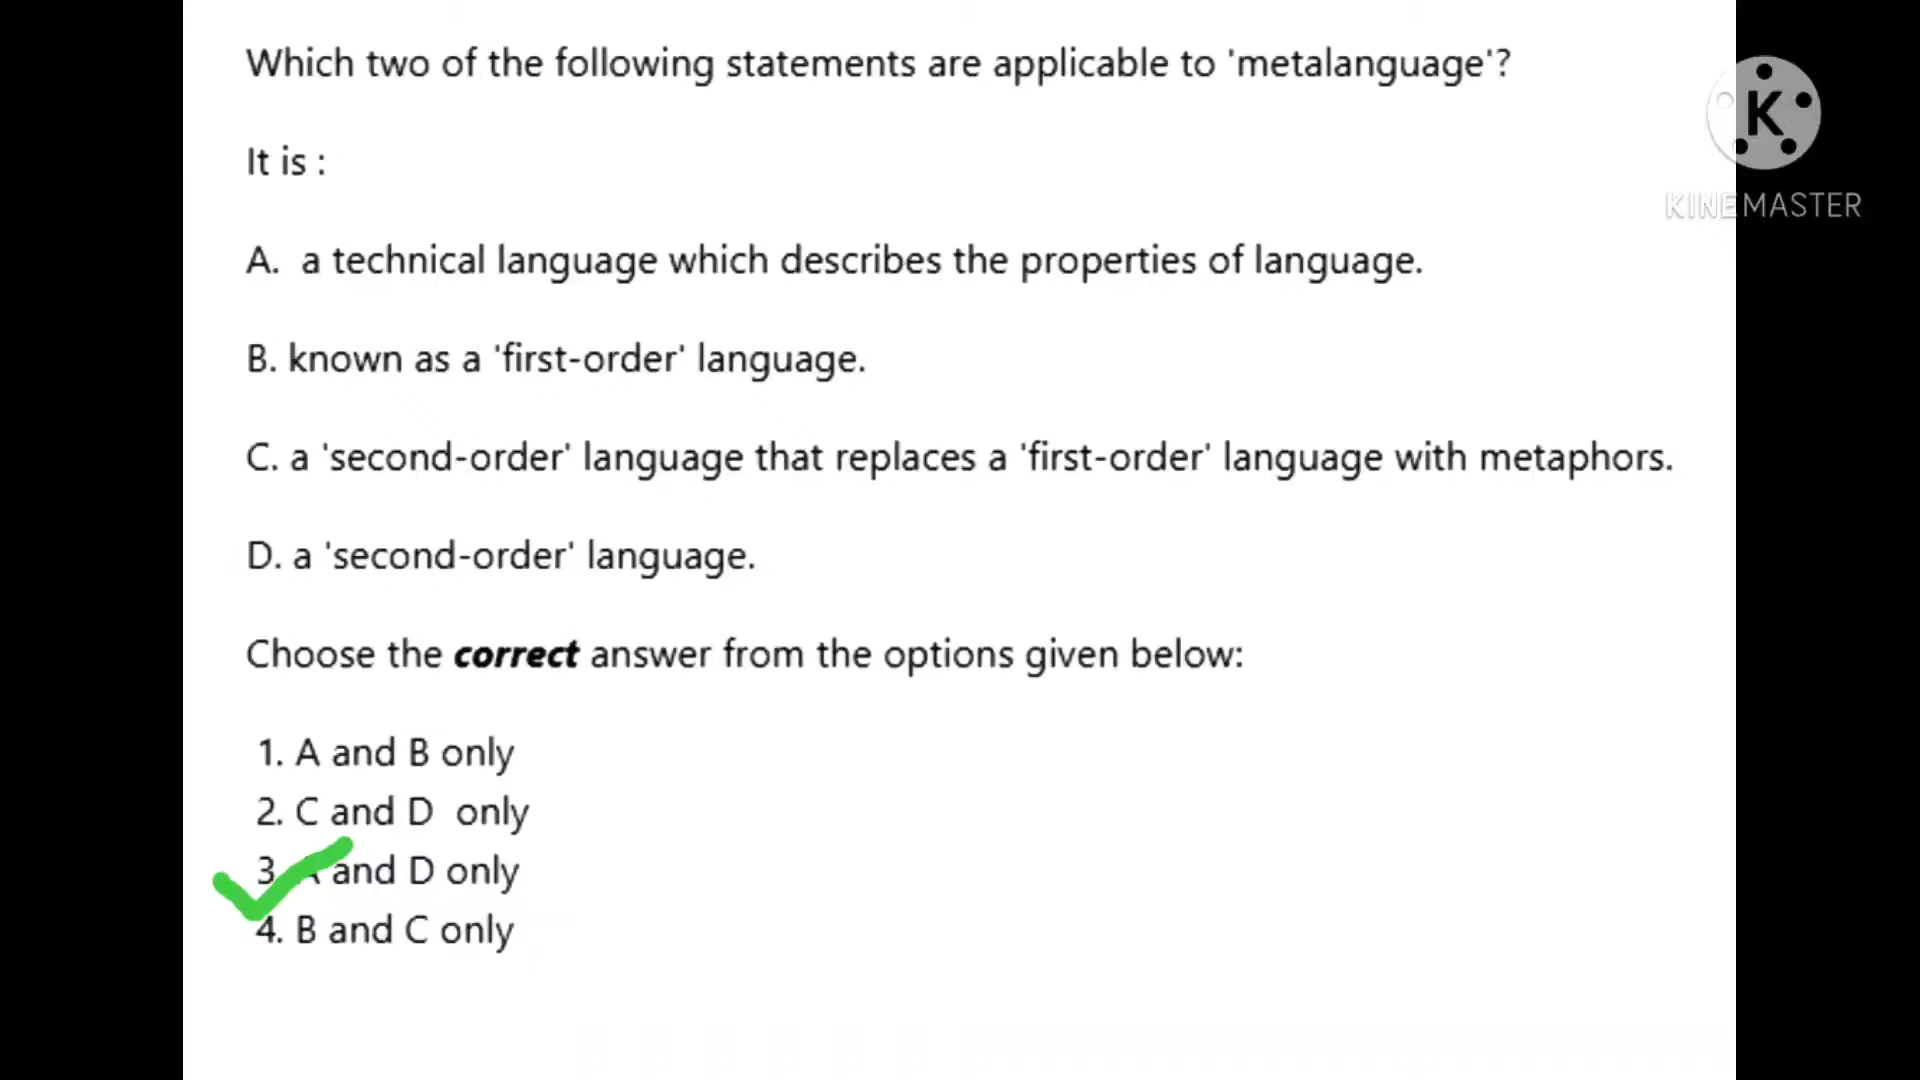 Which two of the following statements are applicable to 'metalanguage'?
K
KINEMASTER
It is :
A. a technical language which describes the properties of language.
B. known as a 'first-order' language.
C. a 'second-order' language that replaces a 'first-order' language with metaphors.
D. a 'second-order' language.
Choose the correct answer from the options given below:
1. A and B only
2. C and D only
3. A and D only
4. B and C only